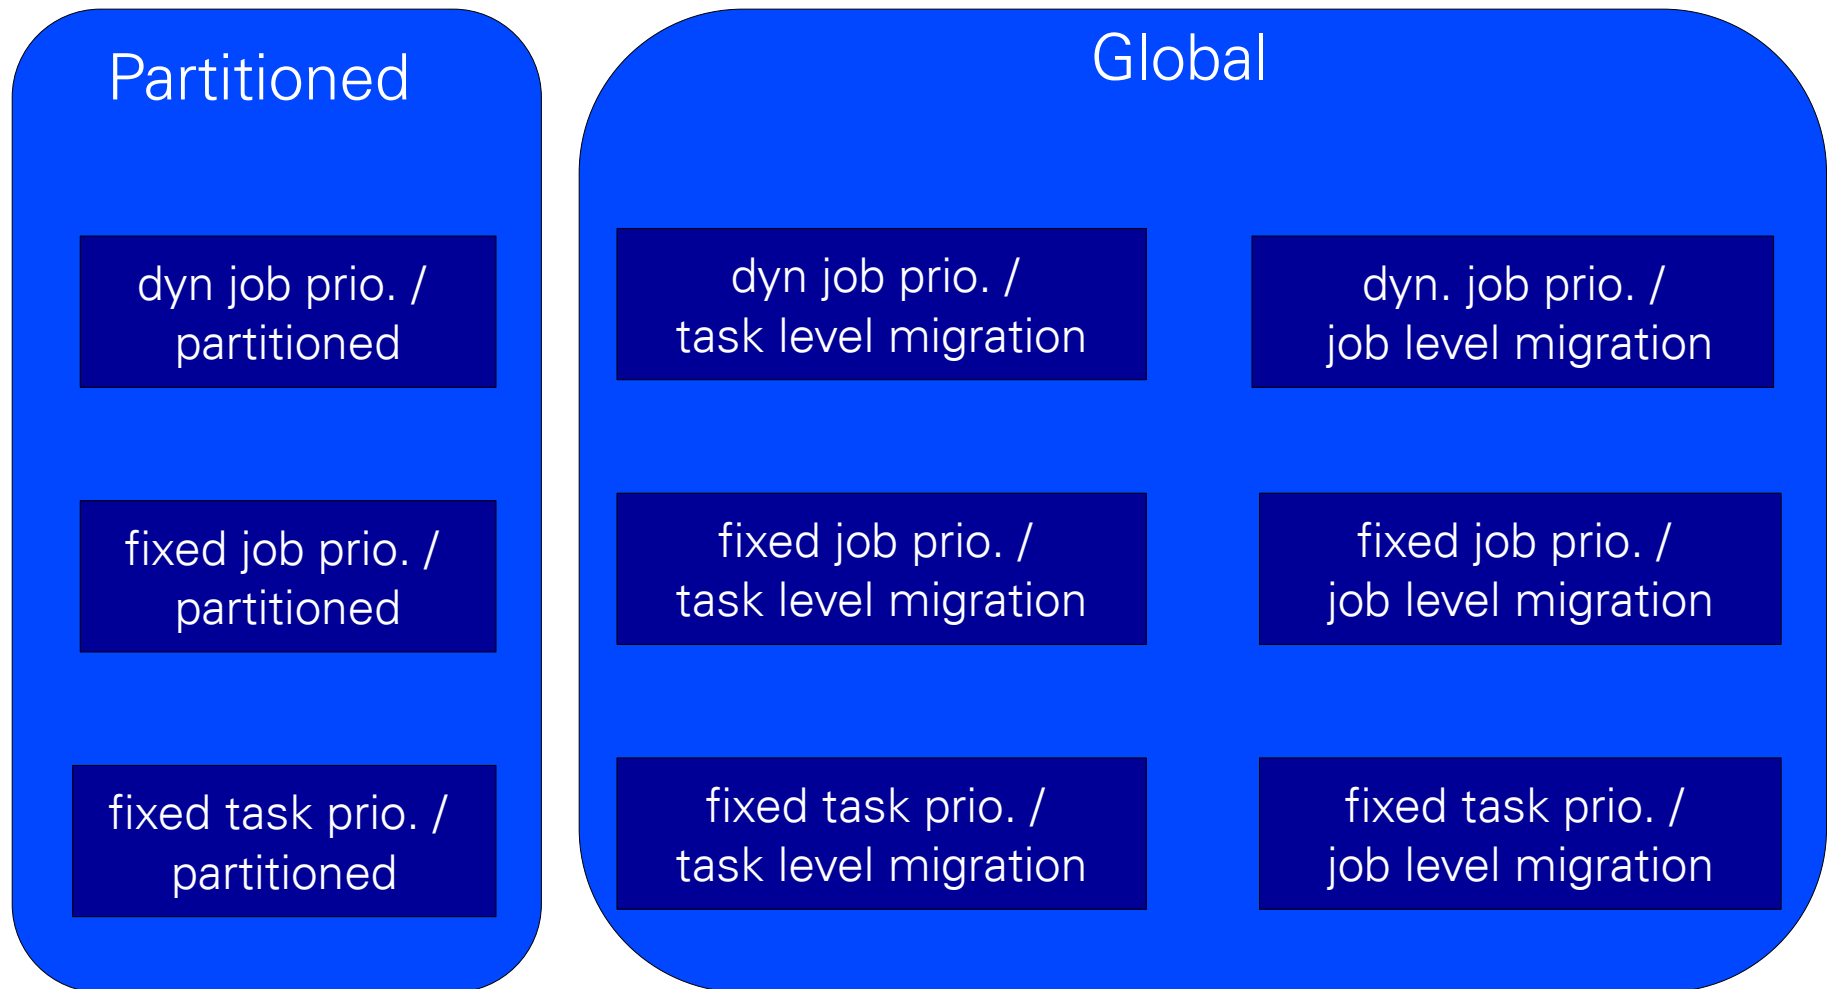 Partitioned
dyn job prio. /
partitioned
fixed job prio. /
partitioned
fixed task prio. /
partitioned
Global
dyn job prio. /
task level migration
dyn. job prio. /
job level migration
fixed job prio. /
task level migration
fixed job prio. /
job level migration
fixed task prio. /
task level migration
fixed task prio. /
job level migration